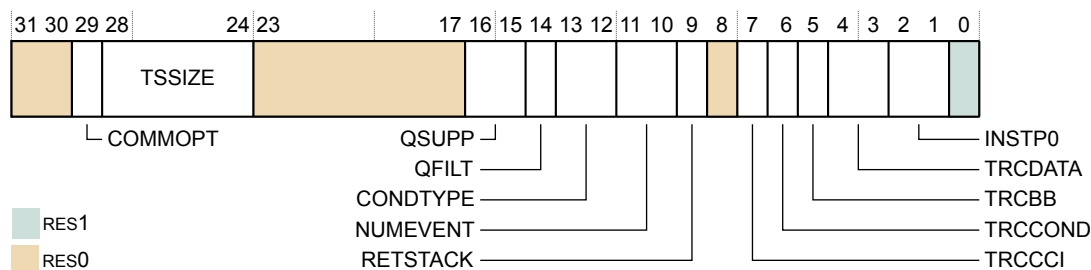 31 30 29 28 24 23 17 16 15 14 13 12 11 10 9 8 7 6 5 4 3 2 1 0
TSSIZE
COMMOPT QSUPP INSTP0
QFILT TRCDATA
CONDTYPE TRCBB
RES1 NUMEVENT TRCCOND
RES0 RETSTACK TRCCCI